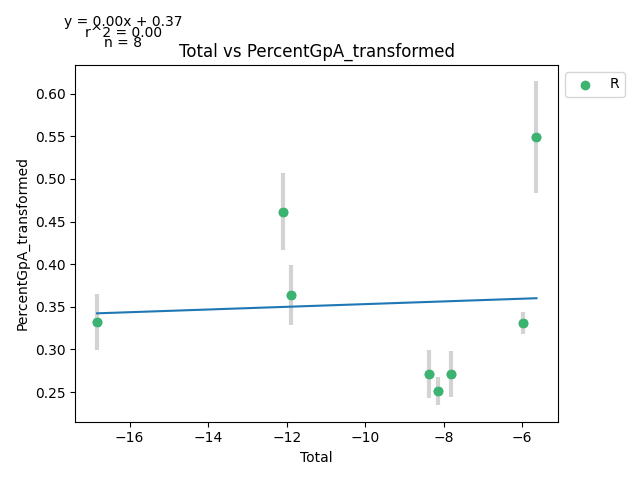 y = 0.00x + 0.37
r^2 = 0.00
n = 8
Total vs PercentGpA_transformed
R
PercentGpA_transformed
0.60
0.55
0.50
0.45
0.40
0.35
0.30
0.25
−16
−14
−12
−10
−8
−6
Total